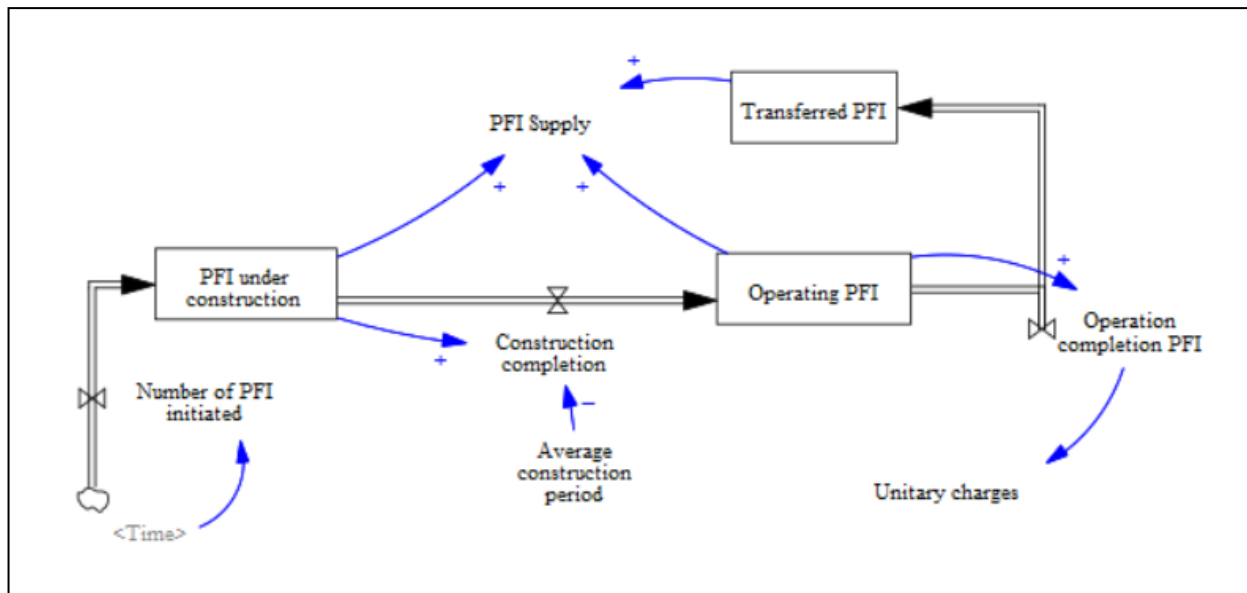 +
Transferred PFI
PFI Supply
+
+
PFI under
construction
Operating PFI
+
Operation
completion PFI
Construction
completion
+
Number of PFI
initiated
–
Average
construction
period
Unitary charges
<Time>